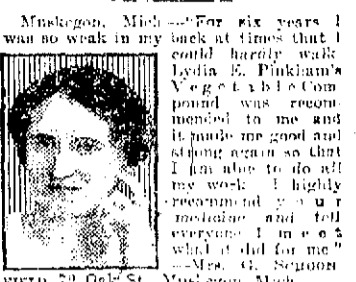 Muskegon, Mich.—"For six years I
was so weak in my back at times that I
could hardly walk.
Lydia E. Pinkham's
Vegetable Com-
pound was recom-
mended to me and
it made me good and
strong again so that
I am able to do all
my work. I highly
recommend your
medicine and tell
everyone I meet
what it did for me."
—Mrs. G. SCHOON-
FIELD, Oak St., Muskegon, Mich.